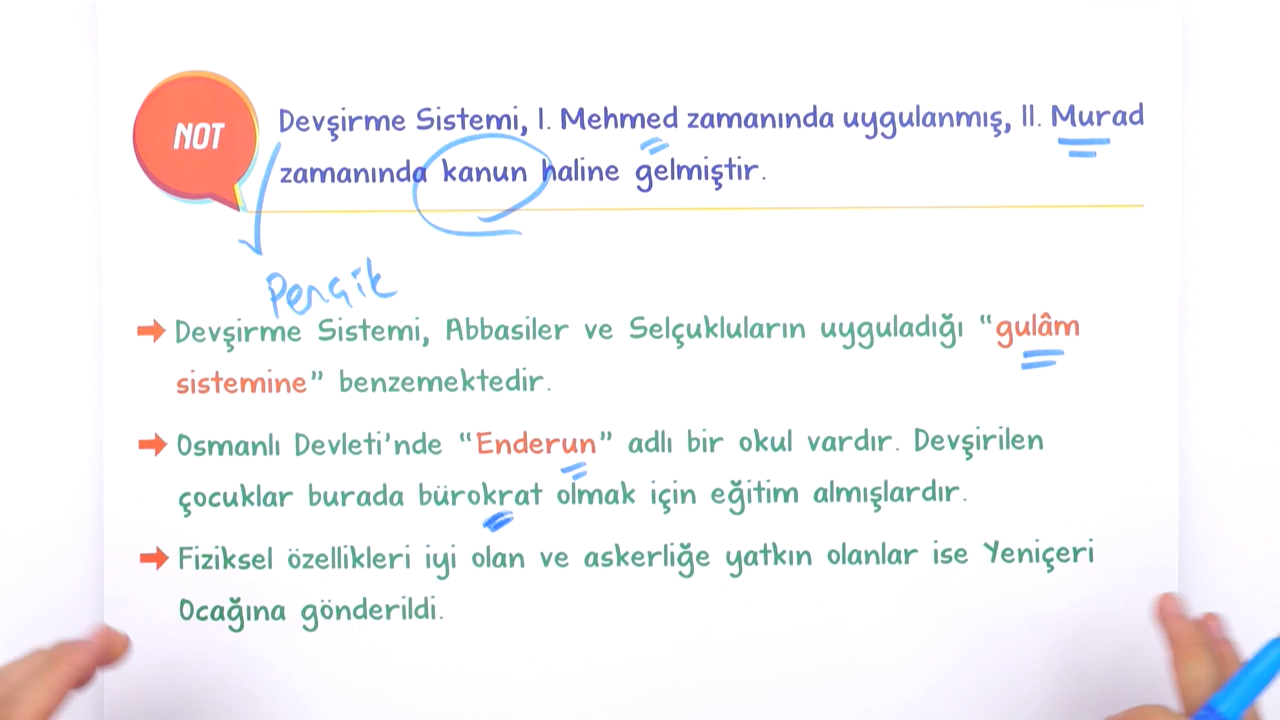 NOT
Devşirme Sistemi, I. Mehmed zamanında uygulanmış, II. Murad
zamanında kanun haline gelmiştir.
Pençik
Devşirme Sistemi, Abbasiler ve Selçukluların uyguladığı “gulâm
sistemine” benzemektedir.
Osmanlı Devleti’nde “Enderun” adlı bir okul vardır. Devşirilen
çocuklar burada bürokrat olmak için eğitim almışlardır.
Fiziksel özellikleri iyi olan ve askerliğe yatkın olanlar ise Yeniçeri
Ocağına gönderildi.